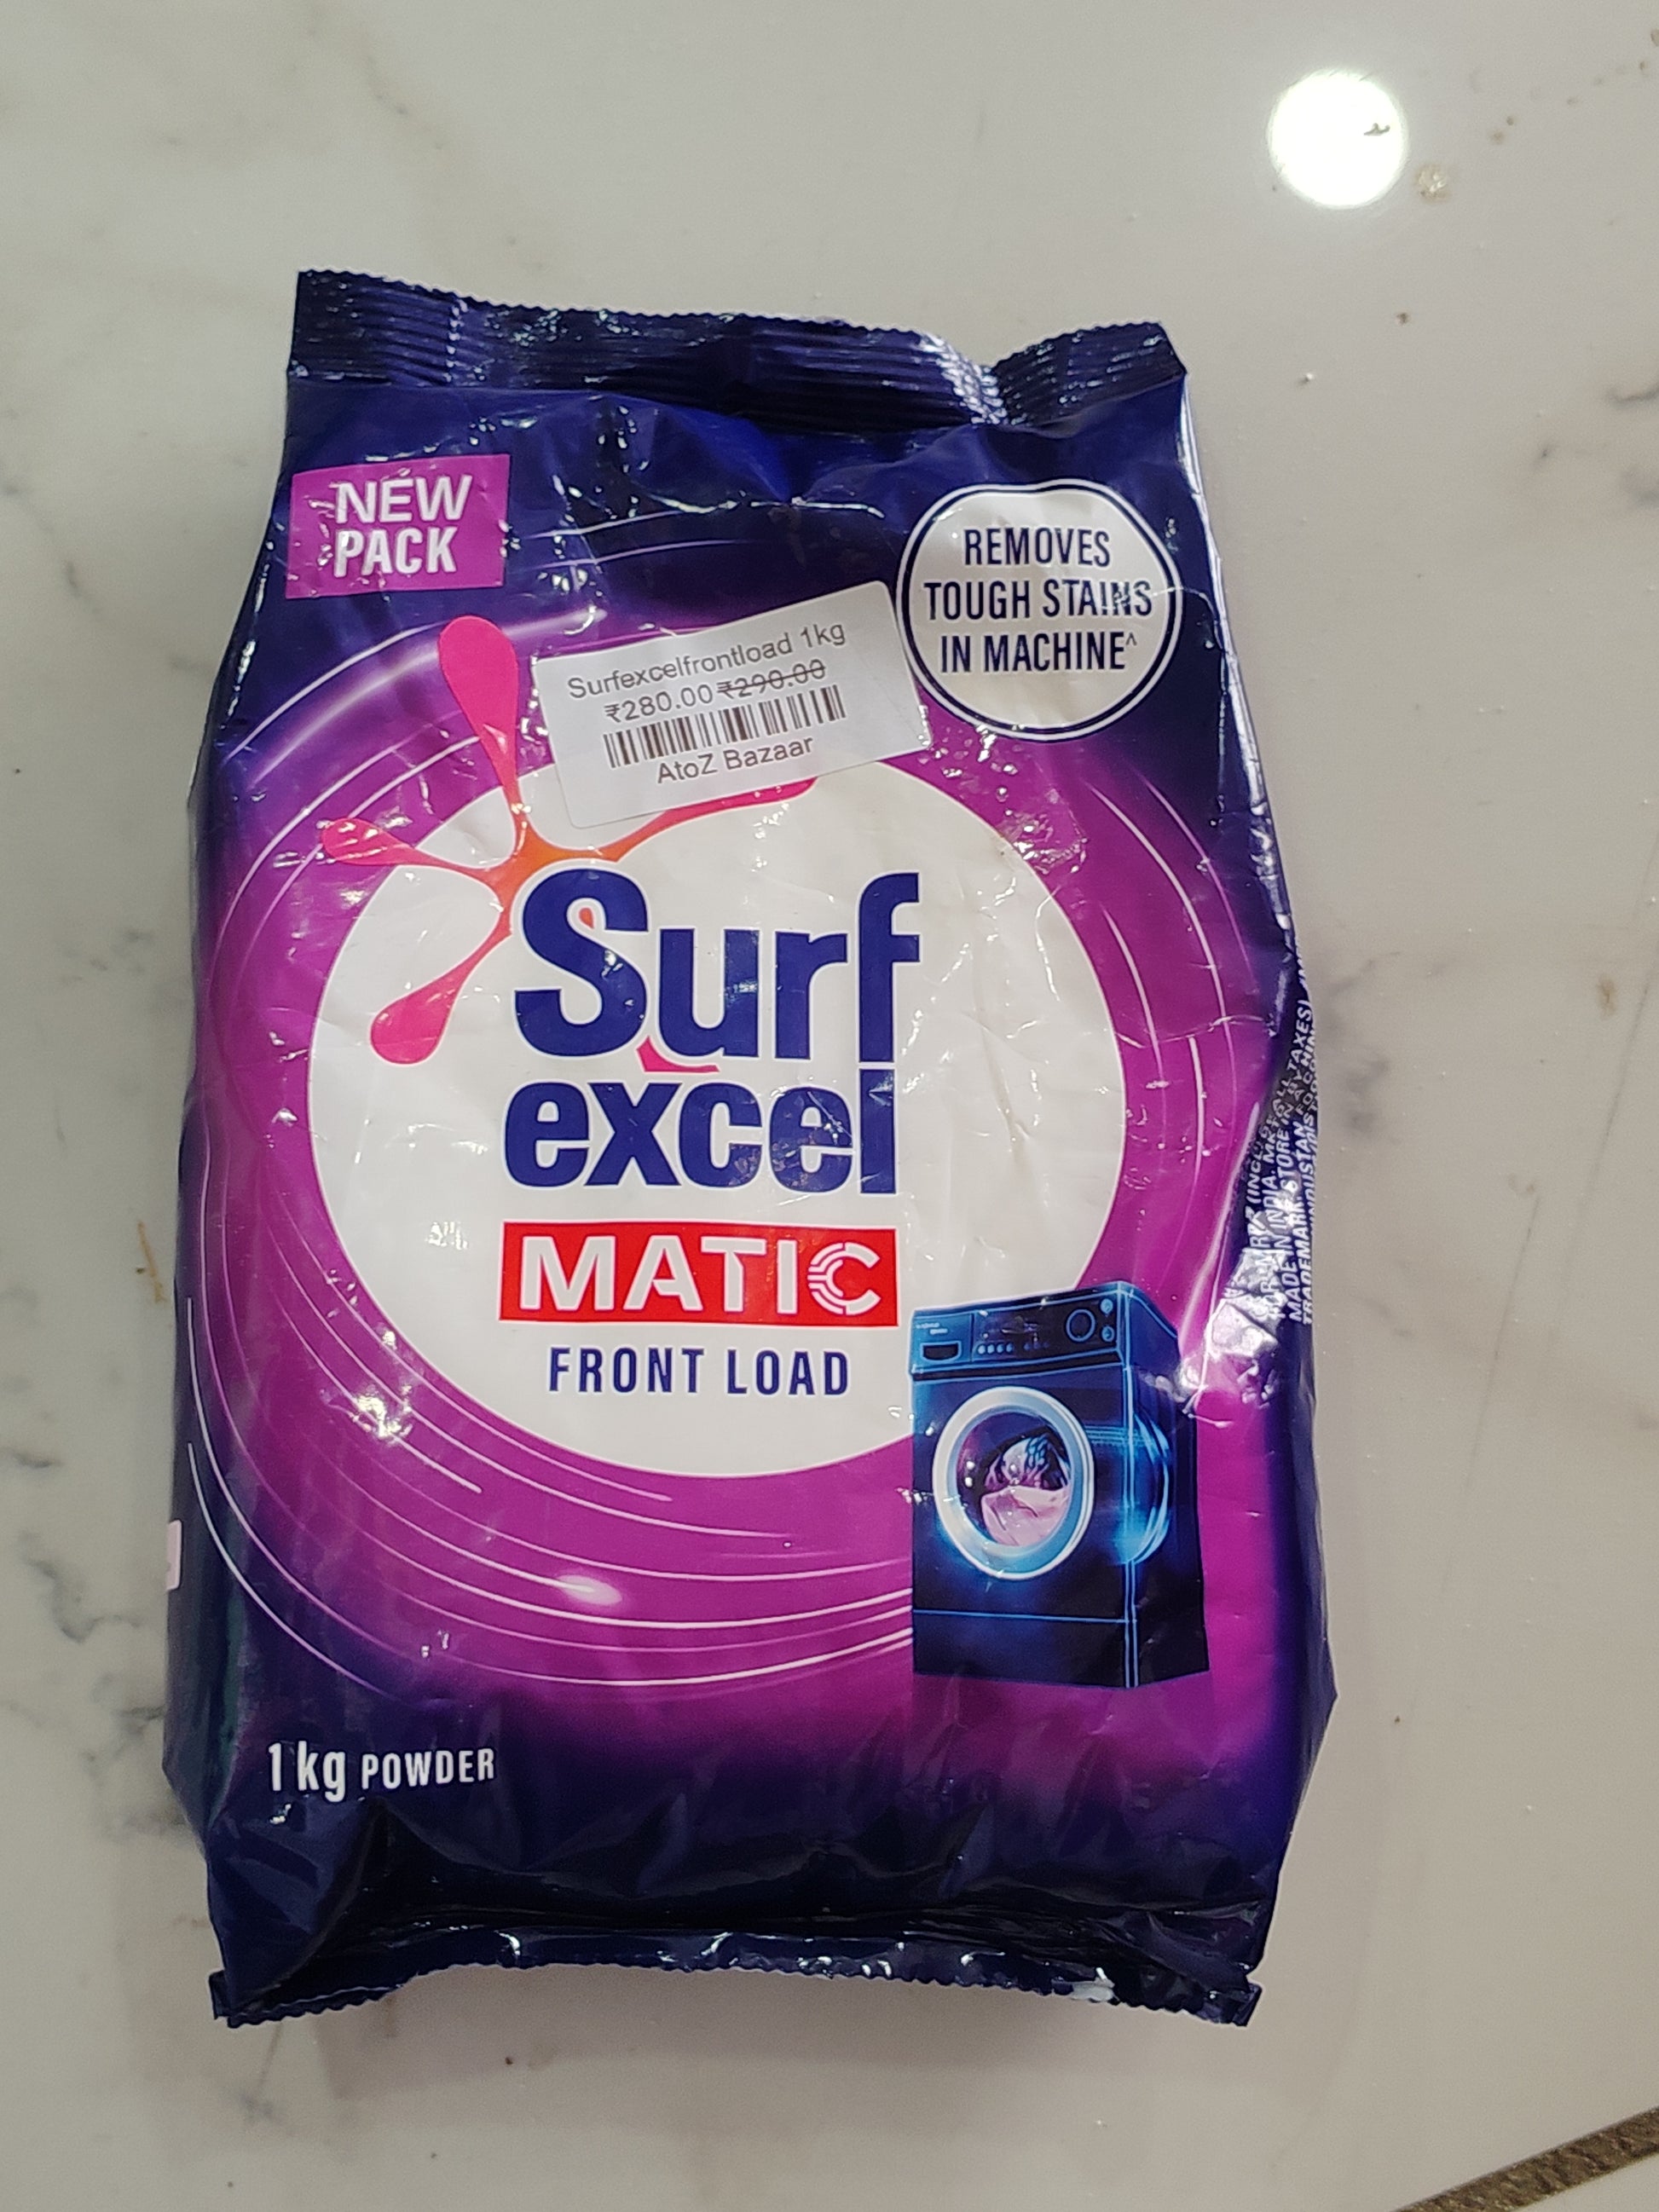 NEW
PACK
REMOVES
TOUGH STAINS
IN MACHINE^
Surfexcelfrontload 1kg
₹280.00 ₹290.00
AtoZ Bazaar
Surf
excel
MATIC
FRONT LOAD
1 kg POWDER